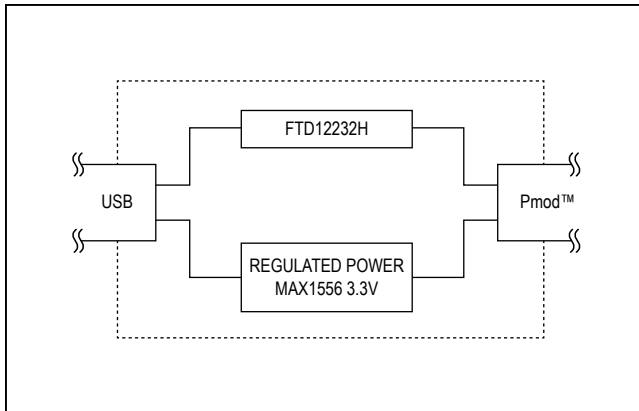 FTD12232H
USB
Pmod™
REGULATED POWER
MAX1556 3.3V